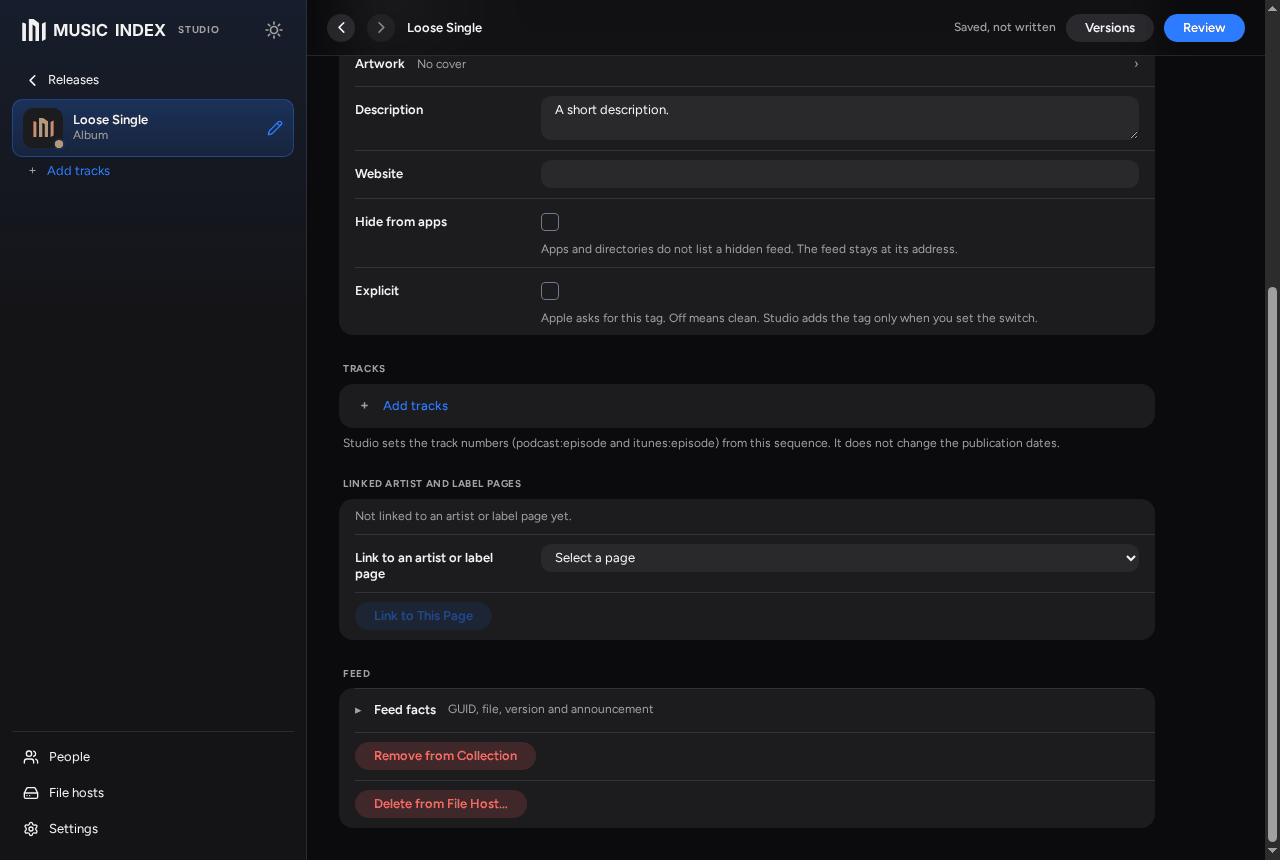 MUSIC INDEX STUDIO
Releases
Loose Single
Album
+ Add tracks
People
File hosts
Settings
Loose Single
Saved, not written
Versions
Review
Artwork No cover
Description
A short description.
Website
Hide from apps
Apps and directories do not list a hidden feed. The feed stays at its address.
Explicit
Apple asks for this tag. Off means clean. Studio adds the tag only when you set the switch.
TRACKS
+ Add tracks
Studio sets the track numbers (podcast:episode and itunes:episode) from this sequence. It does not change the publication dates.
LINKED ARTIST AND LABEL PAGES
Not linked to an artist or label page yet.
Link to an artist or label
page
Select a page
Link to This Page
FEED
Feed facts GUID, file, version and announcement
Remove from Collection
Delete from File Host...